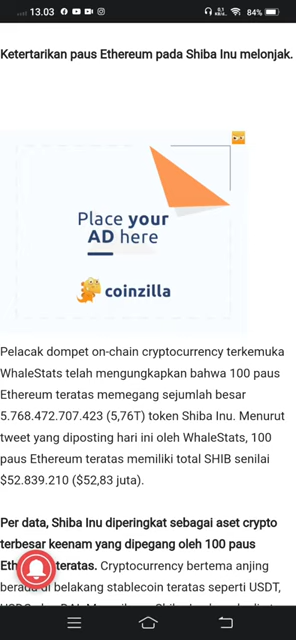 13.03
84%
Ketertarikan paus Ethereum pada Shiba Inu melonjak.
Place your
AD here
coinzilla
Pelacak dompet on-chain cryptocurrency terkemuka
WhaleStats telah mengungkapkan bahwa 100 paus
Ethereum teratas memegang sejumlah besar
5.768.472.707.423 (5,76T) token Shiba Inu. Menurut
tweet yang diposting hari ini oleh WhaleStats, 100
paus Ethereum teratas memiliki total SHIB senilai
$52.839.210 ($52,83 juta).
Per data, Shiba Inu diperingkat sebagai aset crypto
terbesar keenam yang dipegang oleh 100 paus
teratas. Cryptocurrency bertema anjing
di belakang stablecoin teratas seperti USDT,